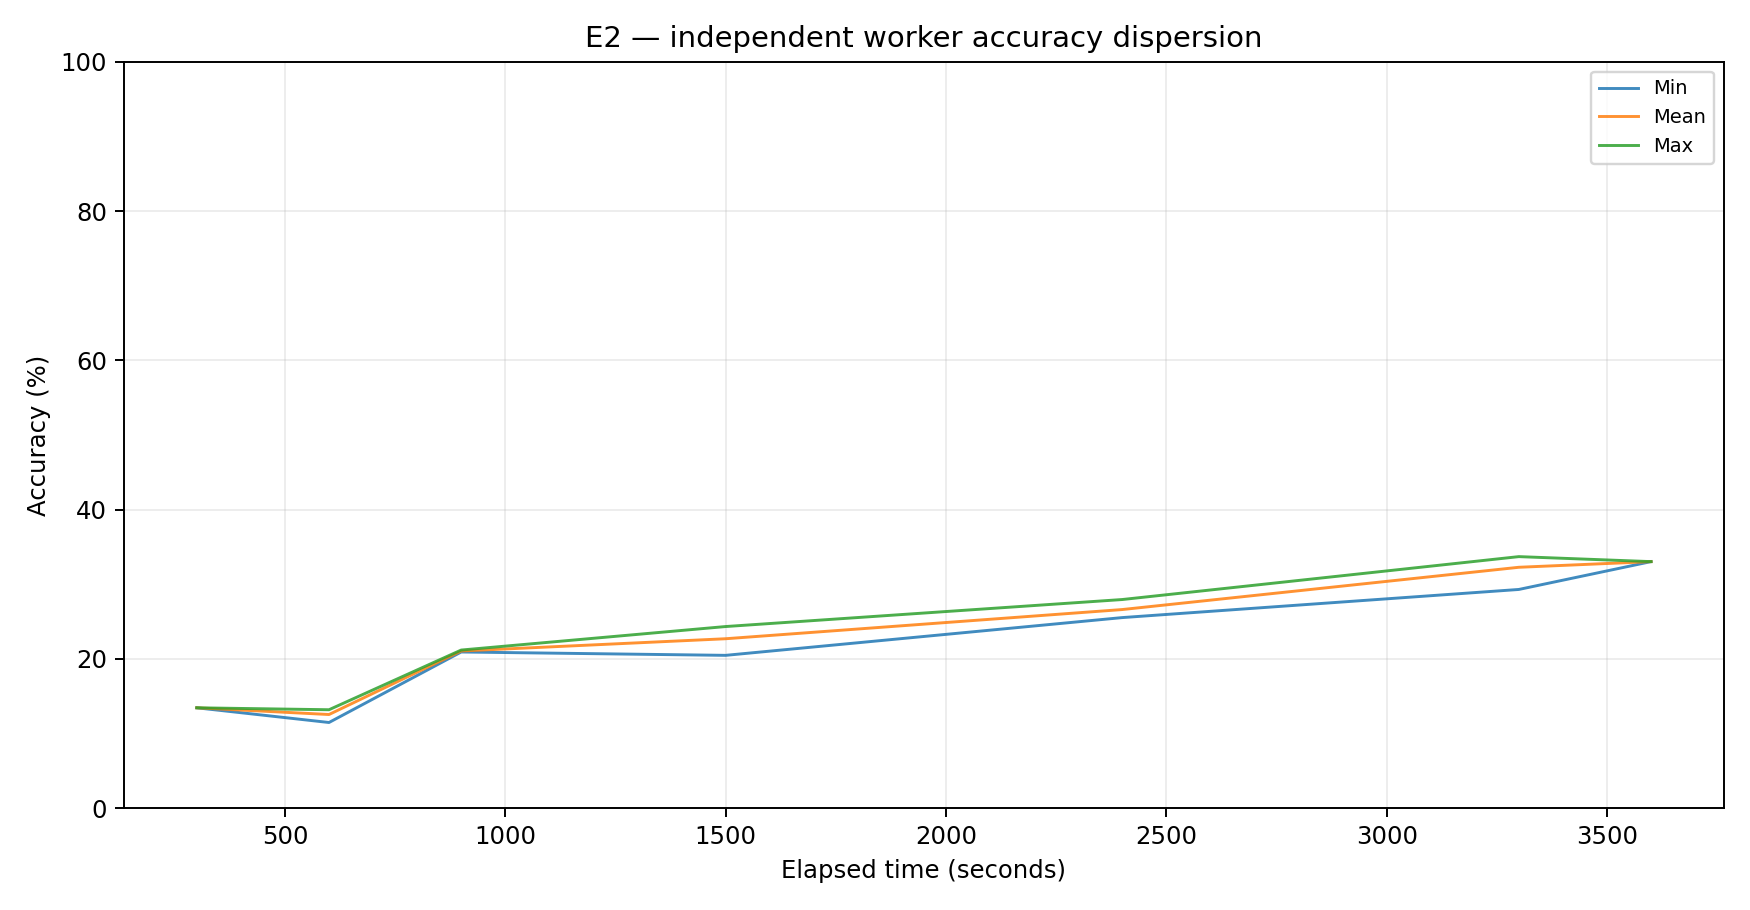 E2 — independent worker accuracy dispersion
100
80
60
40
20
0
Accuracy (%)
Min
Mean
Max
500
1000
1500
2000
2500
3000
3500
Elapsed time (seconds)